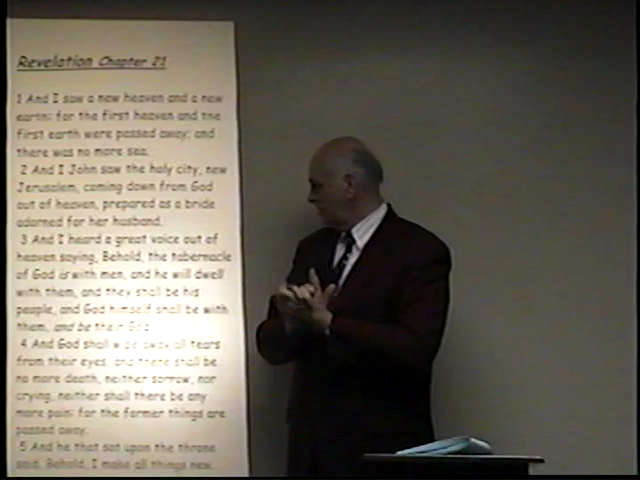 Revelation Chapter 21
1 And I saw a new heaven and a new
earth: for the first heaven and the
first earth were passed away; and
there was no more sea.
2 And I John saw the holy city, new
Jerusalem, coming down from God
out of heaven, prepared as a bride
adorned for her husband.
3 And I heard a great voice out of
heaven saying, Behold, the tabernacle
of God is with men, and he will dwell
with them, and they shall be his
people, and God himself shall be with
them, and be their God.
4 And God shall wipe away all tears
from their eyes, and there shall be
no more death, neither sorrow, nor
crying, neither shall there be any
more pain: for the former things are
passed away.
5 And he that sat upon the throne
said, Behold, I make all things new.